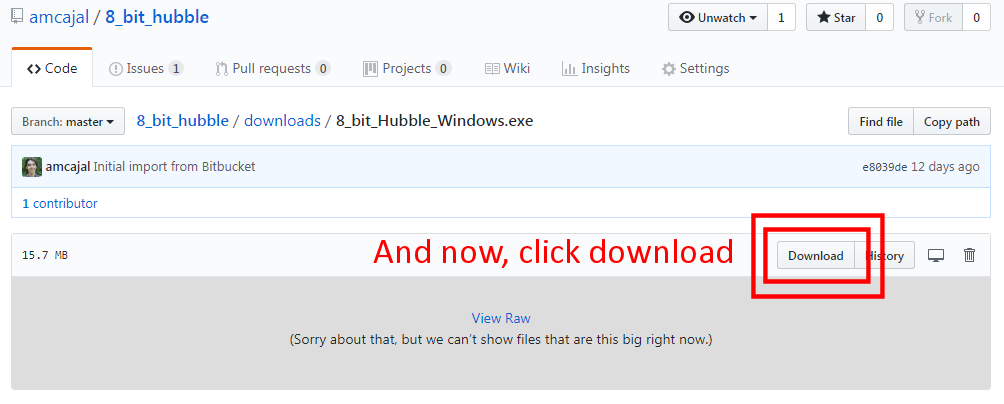 amcajal / 8_bit_hubble Unwatch 1 Star 0 Fork 0
Code Issues 1 Pull requests 0 Projects 0 Wiki Insights Settings
Branch: master 8_bit_hubble / downloads / 8_bit_Hubble_Windows.exe Find file Copy path
amcajal Initial import from Bitbucket e8039de 12 days ago
1 contributor
15.7 MB And now, click download Download History
View Raw
(Sorry about that, but we can't show files that are this big right now.)